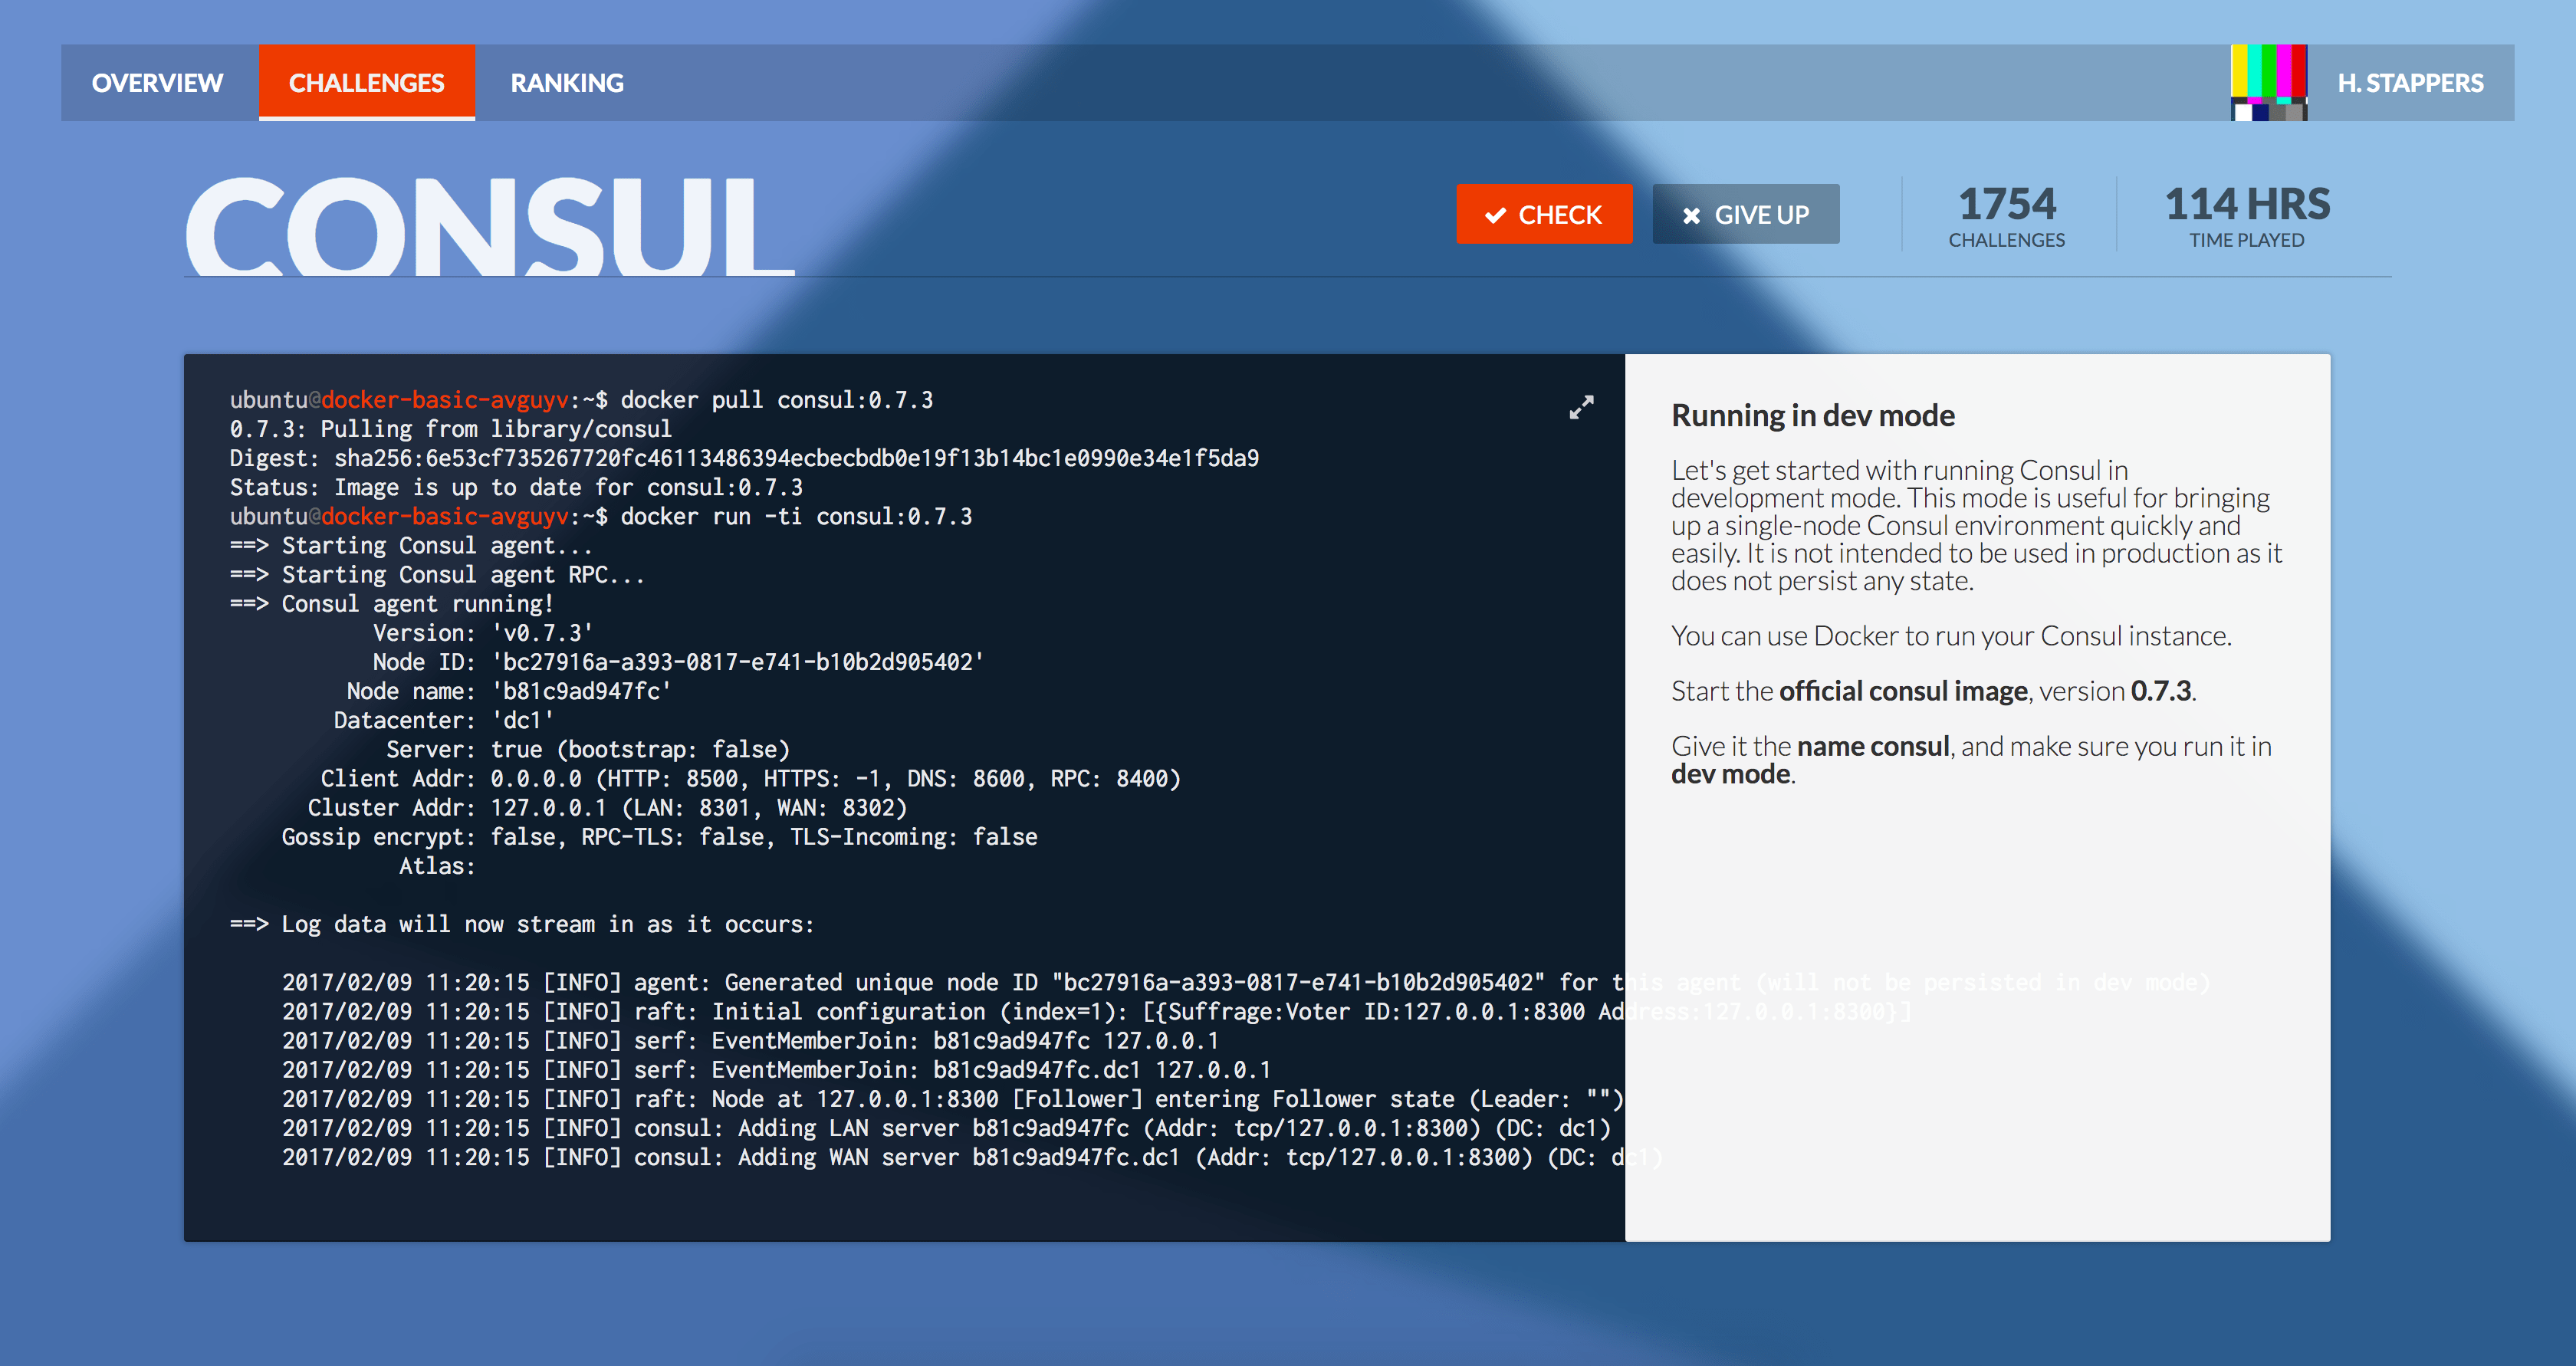 OVERVIEW CHALLENGES RANKING H. STAPPERS
CONSUL
CHECK GIVE UP
1754
CHALLENGES
114 HRS
TIME PLAYED
ubuntu@docker-basic-avguyv:~$ docker pull consul:0.7.3
0.7.3: Pulling from library/consul
Digest: sha256:6e53cf735267720fc46113486394ecbecbdb0e19f13b14bc1e0990e34e1f5da9
Status: Image is up to date for consul:0.7.3
ubuntu@docker-basic-avguyv:~$ docker run -ti consul:0.7.3
==> Starting Consul agent...
==> Starting Consul agent RPC...
==> Consul agent running!
Version: 'v0.7.3'
Node ID: 'bc27916a-a393-0817-e741-b10b2d905402'
Node name: 'b81c9ad947fc'
Datacenter: 'dc1'
Server: true (bootstrap: false)
Client Addr: 0.0.0.0 (HTTP: 8500, HTTPS: -1, DNS: 8600, RPC: 8400)
Cluster Addr: 127.0.0.1 (LAN: 8301, WAN: 8302)
Gossip encrypt: false, RPC-TLS: false, TLS-Incoming: false
Atlas:
==> Log data will now stream in as it occurs:
2017/02/09 11:20:15 [INFO] agent: Generated unique node ID "bc27916a-a393-0817-e741-b10b2d905402" for this agent (will not be persisted in dev mode)
2017/02/09 11:20:15 [INFO] raft: Initial configuration (index=1): [{Suffrage:Voter ID:127.0.0.1:8300 Address:127.0.0.1:8300}]
2017/02/09 11:20:15 [INFO] serf: EventMemberJoin: b81c9ad947fc 127.0.0.1
2017/02/09 11:20:15 [INFO] serf: EventMemberJoin: b81c9ad947fc.dc1 127.0.0.1
2017/02/09 11:20:15 [INFO] raft: Node at 127.0.0.1:8300 [Follower] entering Follower state (Leader: "")
2017/02/09 11:20:15 [INFO] consul: Adding LAN server b81c9ad947fc (Addr: tcp/127.0.0.1:8300) (DC: dc1)
2017/02/09 11:20:15 [INFO] consul: Adding WAN server b81c9ad947fc.dc1 (Addr: tcp/127.0.0.1:8300) (DC: dc1)
Running in dev mode
Let's get started with running Consul in
development mode. This mode is useful for bringing
up a single-node Consul environment quickly and
easily. It is not intended to be used in production as it
does not persist any state.
You can use Docker to run your Consul instance.
Start the official consul image, version 0.7.3.
Give it the name consul, and make sure you run it in
dev mode.